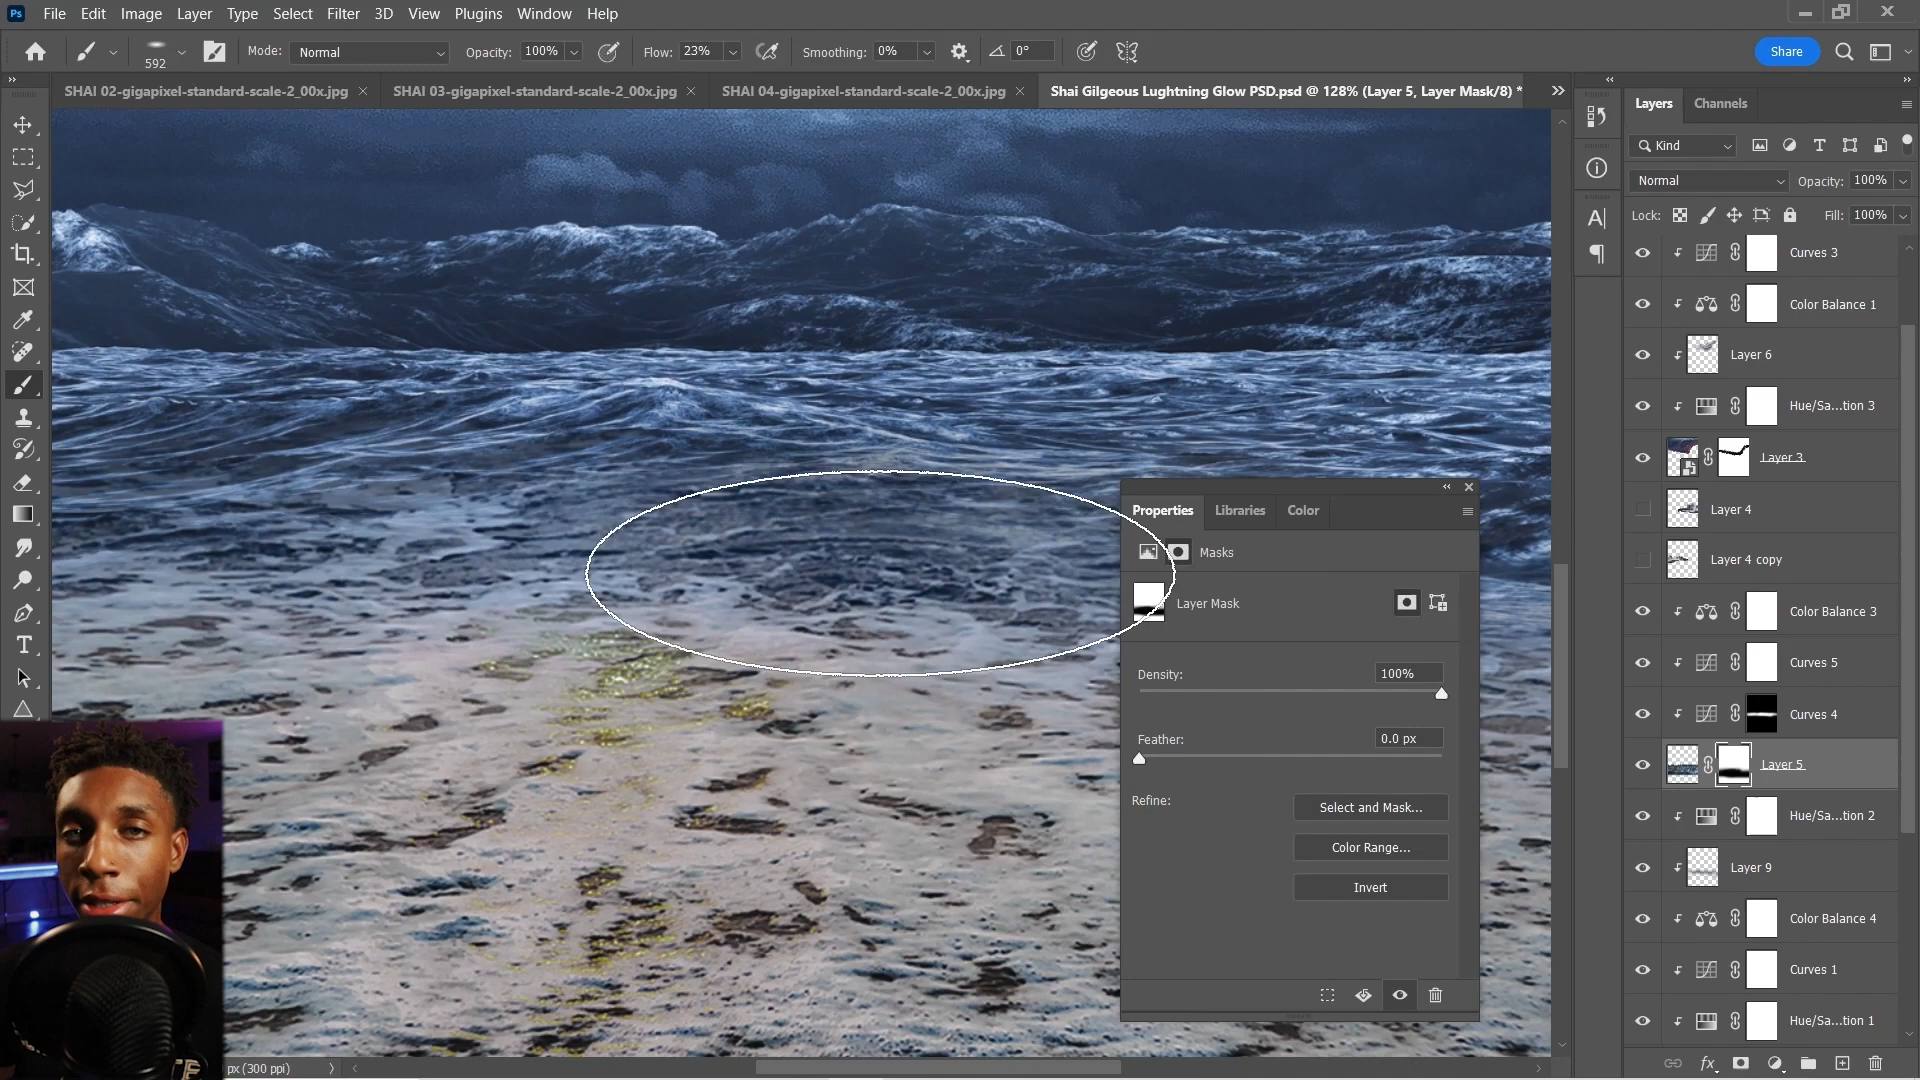 Ps File Edit Image Layer Type Select Filter 3D View Plugins Window Help
592 Mode: Normal Opacity: 100% Flow: 23% Smoothing: 0% 0° Share
SHAI 02-gigapixel-standard-scale-2_00x.jpg SHAI 03-gigapixel-standard-scale-2_00x.jpg SHAI 04-gigapixel-standard-scale-2_00x.jpg Shai Gilgeous Lughtning Glow PSD.psd @ 128% (Layer 5, Layer Mask/8) *
Layers Channels
Kind
Normal Opacity: 100%
Lock: Fill: 100%
Curves 3
Color Balance 1
Layer 6
Hue/Sa...tion 3
Layer 3
Layer 4
Layer 4 copy
Color Balance 3
Curves 5
Curves 4
Layer 5
Hue/Sa...tion 2
Layer 9
Color Balance 4
Curves 1
Hue/Sa...tion 1
Properties Libraries Color
Masks
Layer Mask
Density: 100%
Feather: 0.0 px
Refine: Select and Mask...
Color Range...
Invert
px (300 ppi)